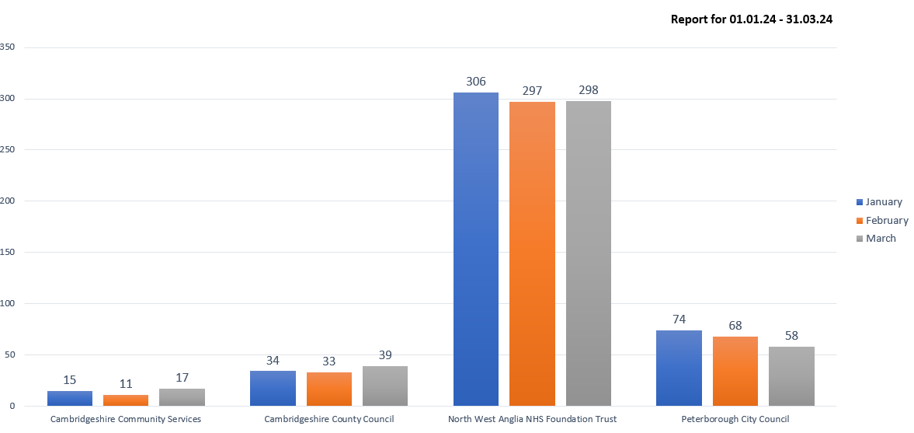 Report for 01.01.24 - 31.03.24
350
300
250
200
150
100
50
0
15
11
17
34
33
39
306
297
298
74
68
58
Cambridgeshire Community Services
Cambridgeshire County Council
North West Anglia NHS Foundation Trust
Peterborough City Council
January
February
March